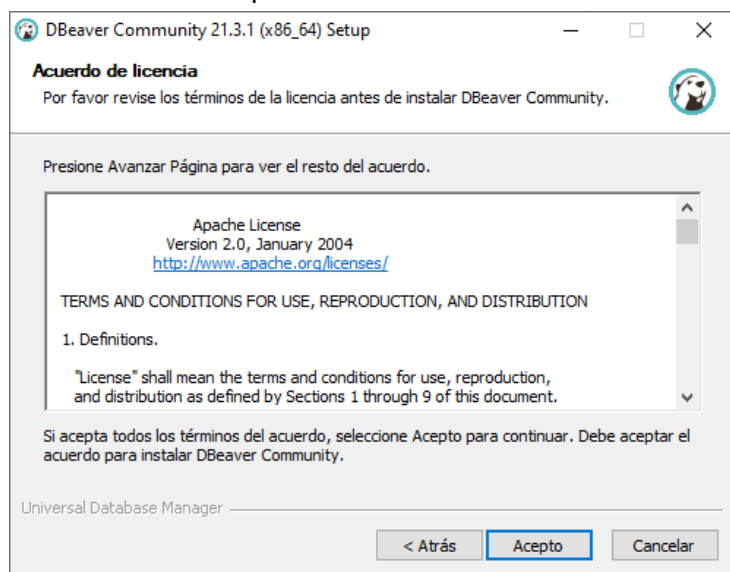 DBeaver Community 21.3.1 (x86_64) Setup
Acuerdo de licencia
Por favor revise los términos de la licencia antes de instalar DBeaver Community.
Presione Avanzar Página para ver el resto del acuerdo.
Apache License
Version 2.0, January 2004
http://www.apache.org/licenses/
TERMS AND CONDITIONS FOR USE, REPRODUCTION, AND DISTRIBUTION
1. Definitions.
"License" shall mean the terms and conditions for use, reproduction,
and distribution as defined by Sections 1 through 9 of this document.
Si acepta todos los términos del acuerdo, seleccione Acepto para continuar. Debe aceptar el
acuerdo para instalar DBeaver Community.
Universal Database Manager
< Atrás Acepto Cancelar